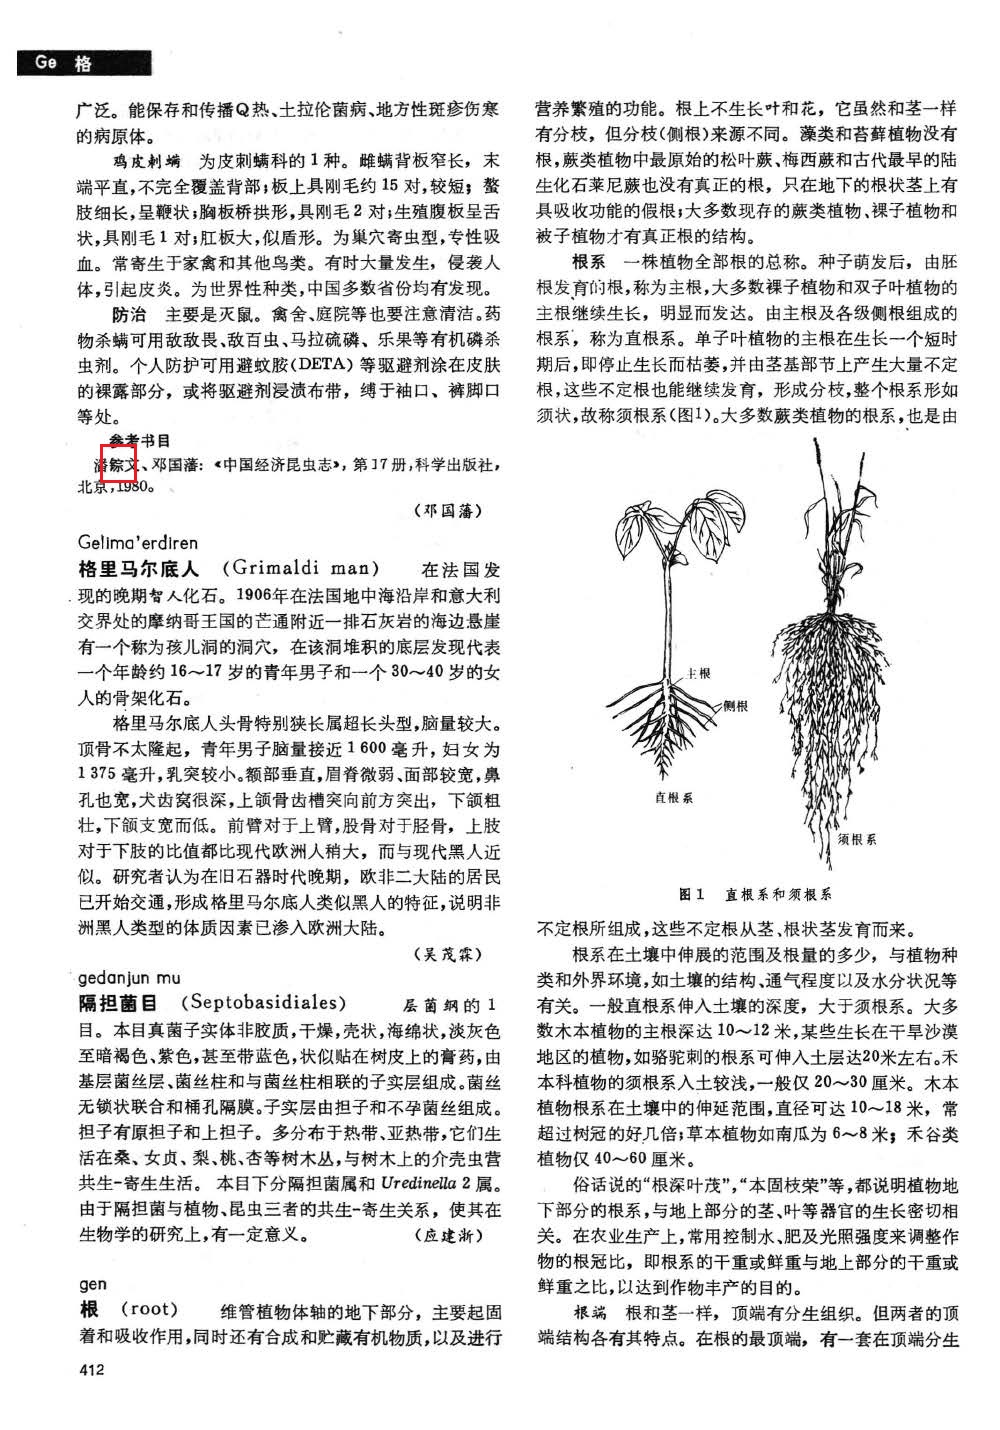 Ge 格
广泛。能保存和传播Q热、土拉伦菌病、地方性斑疹伤寒
的病原体。
鸡皮刺螨 为皮刺螨科的1种。雌螨背板窄长，末
端平直，不完全覆盖背部；板上具刚毛约15对，较短；螯
肢细长，呈鞭状；胸板桥拱形，具刚毛2对；生殖腹板呈舌
状，具刚毛1对；肛板大，似盾形。为巢穴寄虫型，专性吸
血。常寄生于家禽和其他鸟类。有时大量发生，侵袭人
体，引起皮炎。为世界性种类，中国多数省份均有发现。
防治 主要是灭鼠。禽舍、庭院等也要注意清洁。药
物杀螨可用敌敌畏、敌百虫、马拉硫磷、乐果等有机磷杀
虫剂。个人防护可用避蚊胺(DETA)等驱避剂涂在皮肤
的裸露部分，或将驱避剂浸渍布带，缚于袖口、裤脚口
等处。
参考书目
潘𫄧文、邓国藩：《中国经济昆虫志》，第17册，科学出版社，
北京，1980。
(邓国藩)
Gelima'erdiren
格里马尔底人 (Grimaldi man) 在法国发
现的晚期智人化石。1906年在法国地中海沿岸和意大利
交界处的摩纳哥王国的芒通附近一排石灰岩的海边悬崖
有一个称为孩儿洞的洞穴，在该洞堆积的底层发现代表
一个年龄约16～17岁的青年男子和一个30～40岁的女
人的骨架化石。
格里马尔底人头骨特别狭长属超长头型，脑量较大。
顶骨不太隆起，青年男子脑量接近1600毫升，妇女为
1375毫升，乳突较小。额部垂直，眉脊微弱、面部较宽，鼻
孔也宽，犬齿窝很深，上颌骨齿槽突向前方突出，下颌粗
壮，下颌支宽而低。前臂对于上臂，股骨对于胫骨，上肢
对于下肢的比值都比现代欧洲人稍大，而与现代黑人近
似。研究者认为在旧石器时代晚期，欧非二大陆的居民
已开始交通，形成格里马尔底人类似黑人的特征，说明非
洲黑人类型的体质因素已渗入欧洲大陆。
(吴茂霖)
gedanjun mu
隔担菌目 (Septobasidiales) 层菌纲的1
目。本目真菌子实体非胶质，干燥，壳状，海绵状，淡灰色
至暗褐色、紫色，甚至带蓝色，状似贴在树皮上的膏药，由
基层菌丝层、菌丝柱和与菌丝柱相联的子实层组成。菌丝
无锁状联合和桶孔隔膜。子实层由担子和不孕菌丝组成。
担子有原担子和上担子。多分布于热带、亚热带，它们生
活在桑、女贞、梨、桃、杏等树木丛，与树木上的介壳虫营
共生-寄生生活。本目下分隔担菌属和 Uredinella 2属。
由于隔担菌与植物、昆虫三者的共生-寄生关系，使其在
生物学的研究上，有一定意义。 (应建浙)
gen
根 (root) 维管植物体轴的地下部分，主要起固
着和吸收作用，同时还有合成和贮藏有机物质，以及进行
412
营养繁殖的功能。根上不生长叶和花，它虽然和茎一样
有分枝，但分枝(侧根)来源不同。藻类和苔藓植物没有
根，蕨类植物中最原始的松叶蕨、梅西蕨和古代最早的陆
生化石莱尼蕨也没有真正的根，只在地下的根状茎上有
具吸收功能的假根；大多数现存的蕨类植物、裸子植物和
被子植物才有真正根的结构。
根系 一株植物全部根的总称。种子萌发后，由胚
根发育的根，称为主根，大多数裸子植物和双子叶植物的
主根继续生长，明显而发达。由主根及各级侧根组成的
根系，称为直根系。单子叶植物的主根在生长一个短时
期后，即停止生长而枯萎，并由茎基部节上产生大量不定
根，这些不定根也能继续发育，形成分枝，整个根系形如
须状，故称须根系(图1)。大多数蕨类植物的根系，也是由
主根
侧根
直根系
须根系
图1 直根系和须根系
不定根所组成，这些不定根从茎、根状茎发育而来。
根系在土壤中伸展的范围及根量的多少，与植物种
类和外界环境，如土壤的结构、通气程度以及水分状况等
有关。一般直根系伸入土壤的深度，大于须根系。大多
数木本植物的主根深达10～12米，某些生长在干旱沙漠
地区的植物，如骆驼刺的根系可伸入土层达20米左右。禾
本科植物的须根系入土较浅，一般仅20～30厘米。木本
植物根系在土壤中的伸延范围，直径可达10～18米，常
超过树冠的好几倍；草本植物如南瓜为6～8米；禾谷类
植物仅40～60厘米。
俗话说的“根深叶茂”，“本固枝荣”等，都说明植物地
下部分的根系，与地上部分的茎、叶等器官的生长密切相
关。在农业生产上，常用控制水、肥及光照强度来调整作
物的根冠比，即根系的干重或鲜重与地上部分的干重或
鲜重之比，以达到作物丰产的目的。
根端 根和茎一样，顶端有分生组织。但两者的顶
端结构各有其特点。在根的最顶端，有一套在顶端分生